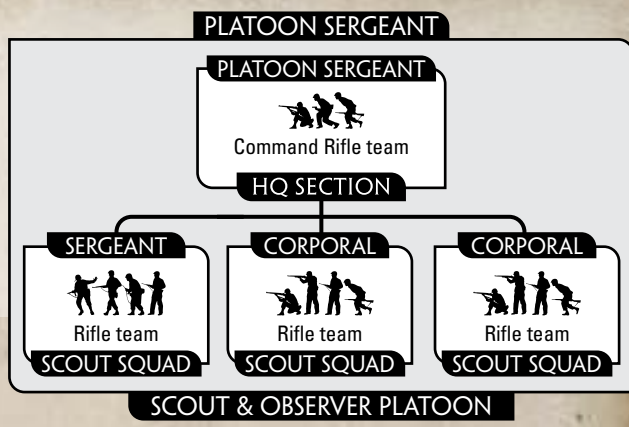 PLATOON SERGEANT
PLATOON SERGEANT
Command Rifle team
HQ SECTION
SERGEANT
Rifle team
SCOUT SQUAD
CORPORAL
Rifle team
SCOUT SQUAD
CORPORAL
Rifle team
SCOUT SQUAD
SCOUT & OBSERVER PLATOON